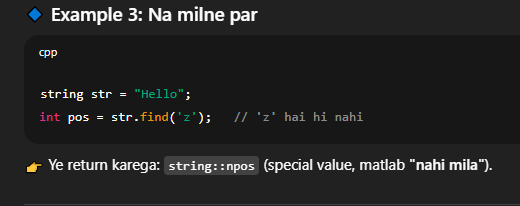 🔷 Example 3: Na milne par
cpp
string str = "Hello";
int pos = str.find('z');   // 'z' hai hi nahi
👉 Ye return karega: string::npos (special value, matlab "nahi mila").